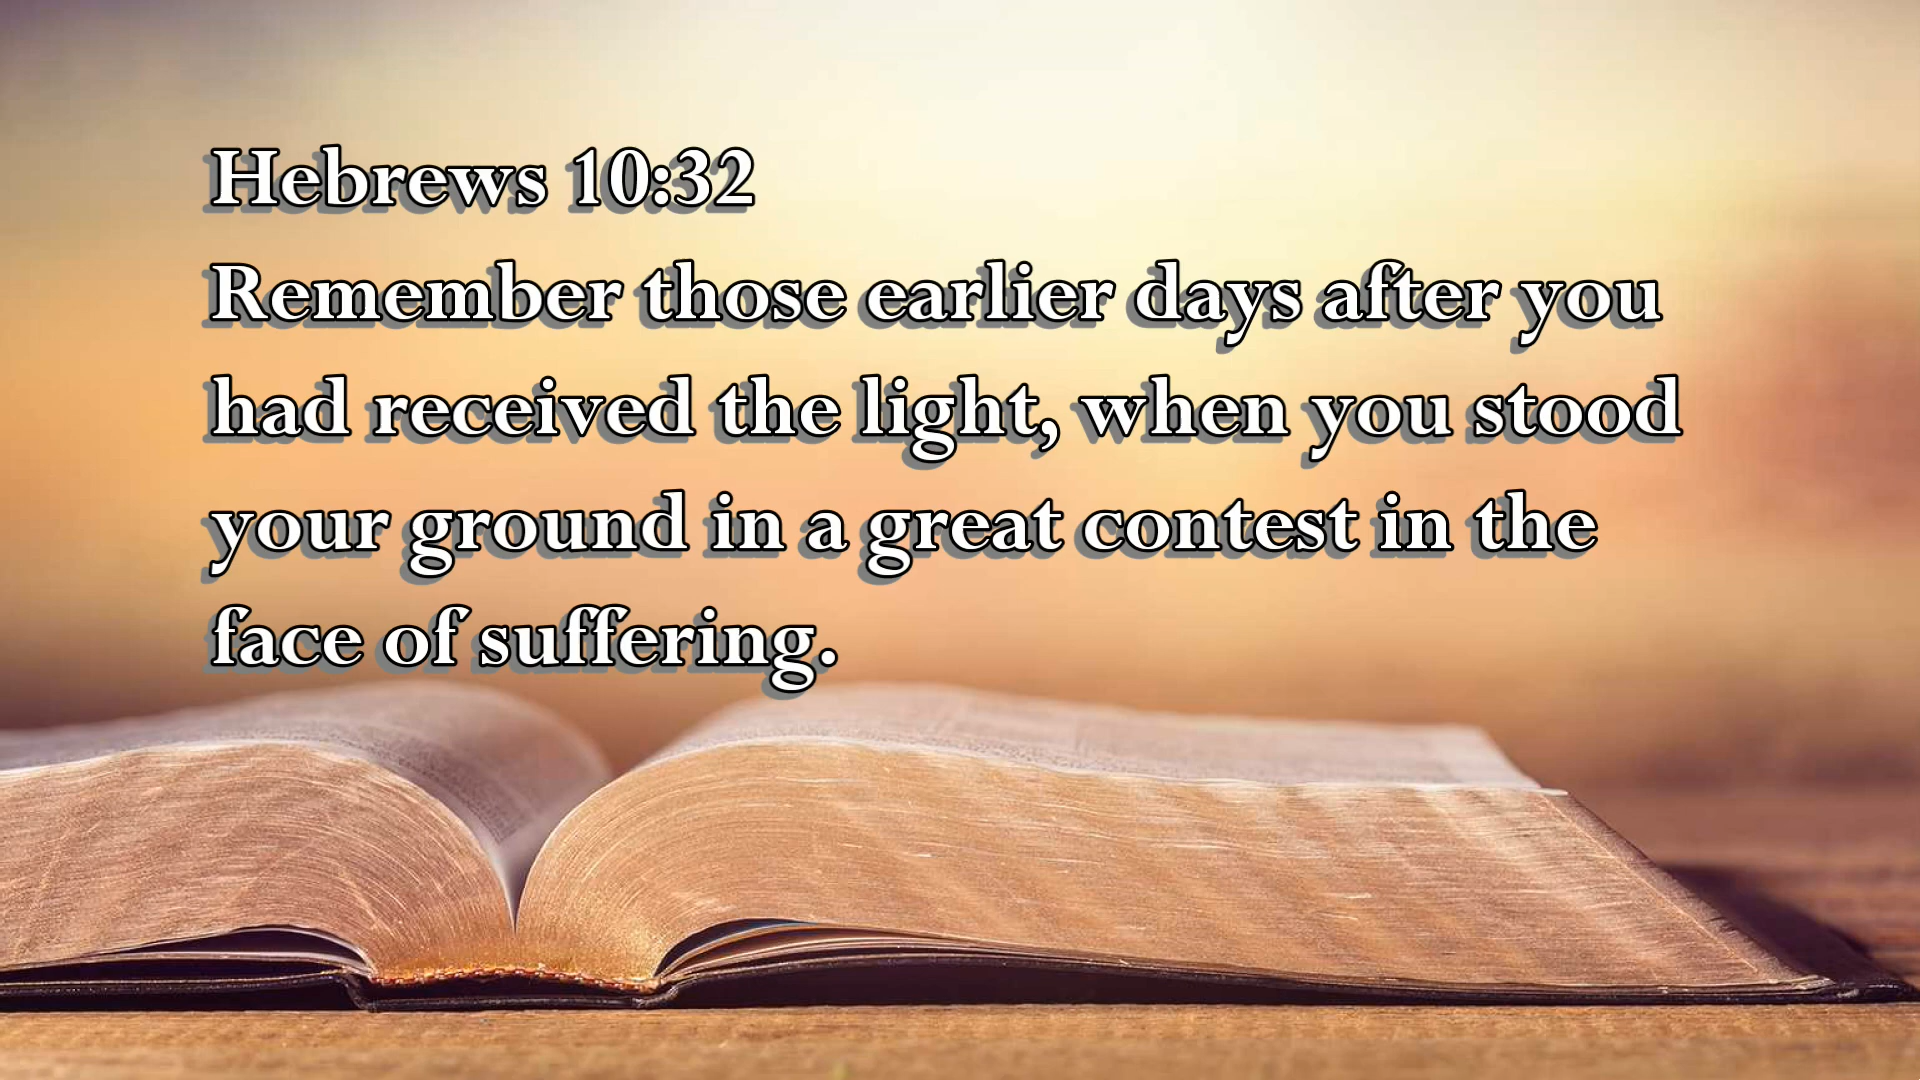 Hebrews 10:32
Remember those earlier days after you
had received the light, when you stood
your ground in a great contest in the
face of suffering.